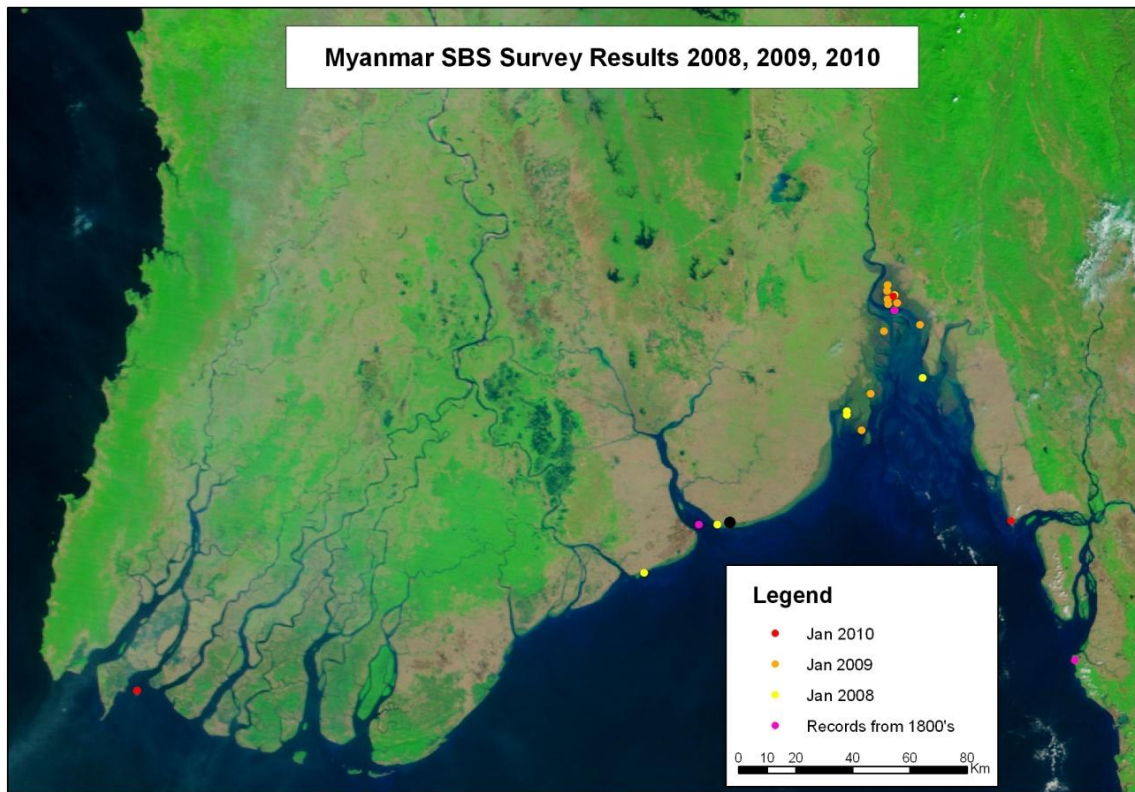 Myanmar SBS Survey Results 2008, 2009, 2010
Legend
Jan 2010
Jan 2009
Jan 2008
Records from 1800's
0 10 20 40 60 80
Km